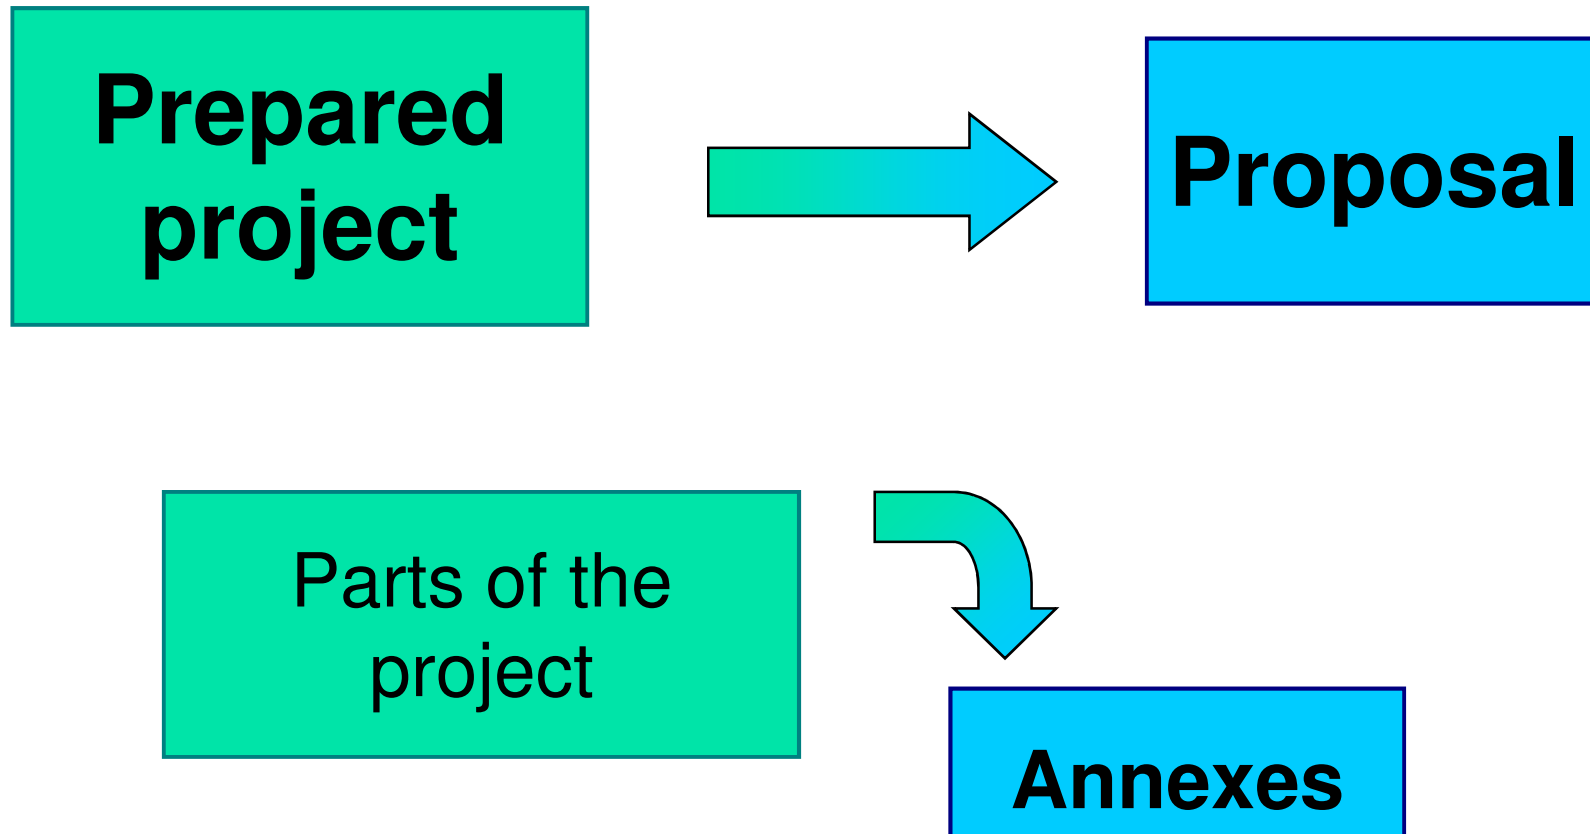 Prepared
project
Proposal
Parts of the
project
Annexes